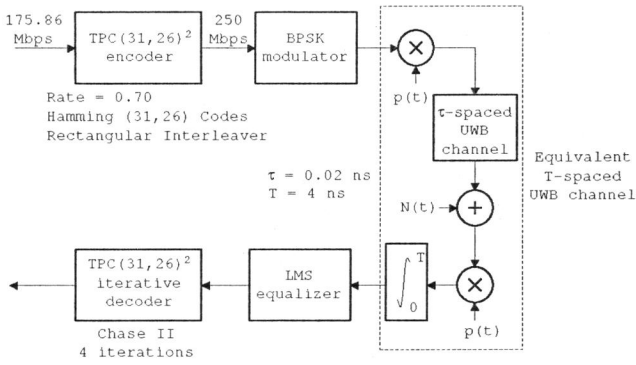 175.86
Mbps
TPC(31,26)²
encoder
250
Mbps
BPSK
modulator
×
p(t)
Rate = 0.70
Hamming (31,26) Codes
Rectangular Interleaver
τ-spaced
UWB
channel
Equivalent
T-spaced
UWB channel
τ = 0.02 ns
T = 4 ns
N(t)
+
TPC(31,26)²
iterative
decoder
LMS
equalizer
∫
T
0
×
p(t)
Chase II
4 iterations